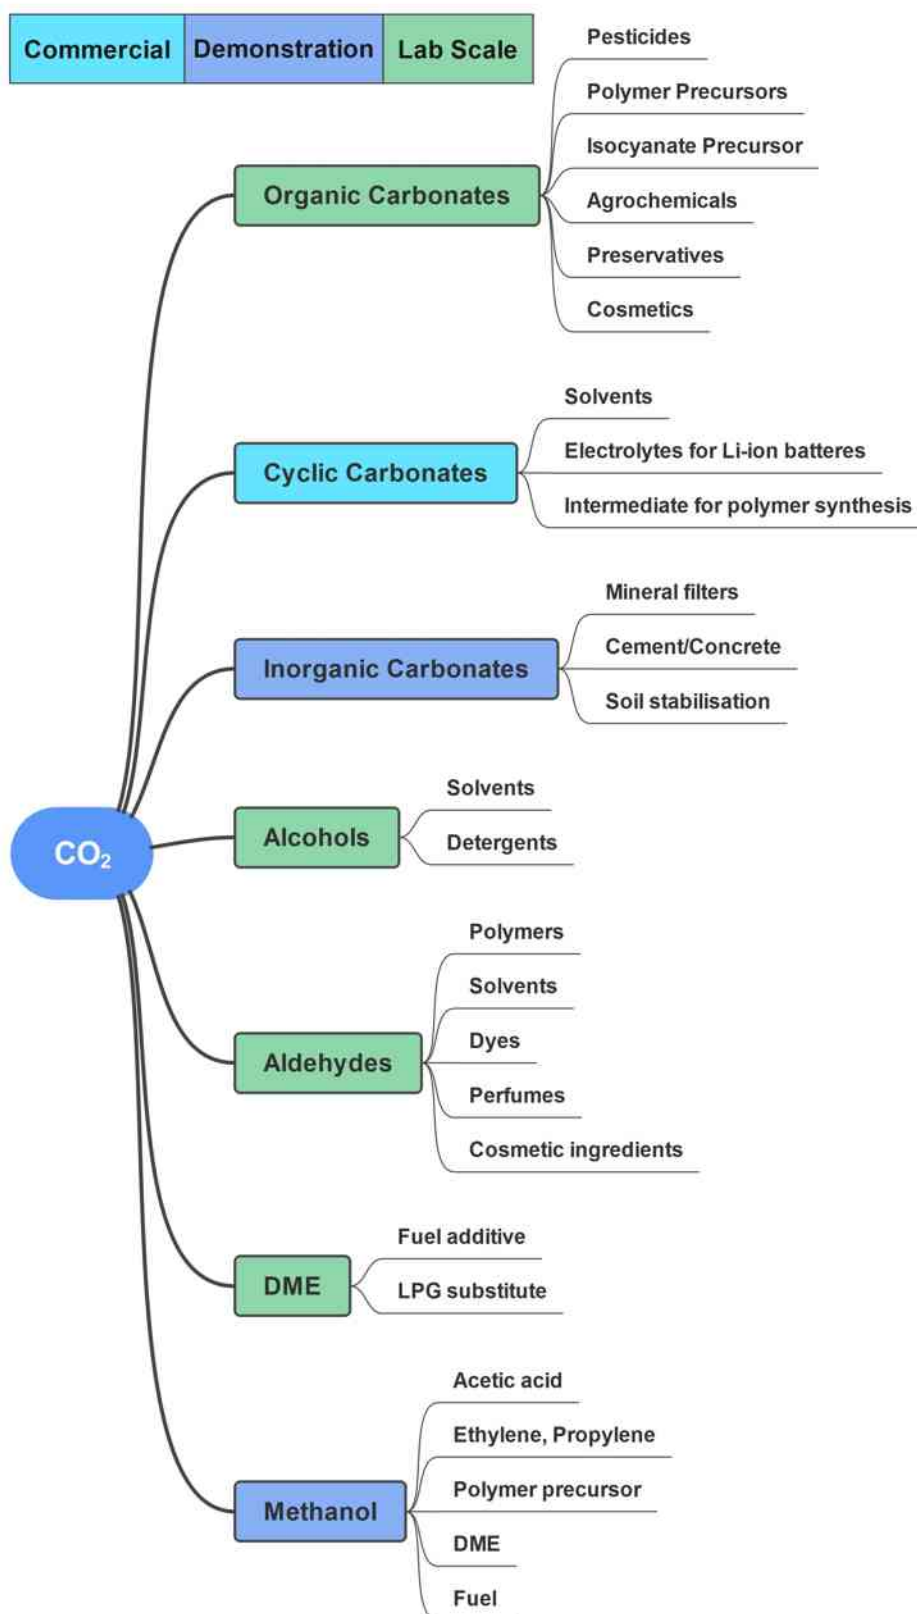 Commercial Demonstration Lab Scale
Organic Carbonates
Pesticides
Polymer Precursors
Isocyanate Precursor
Agrochemicals
Preservatives
Cosmetics
Cyclic Carbonates
Solvents
Electrolytes for Li-ion batteres
Intermediate for polymer synthesis
Inorganic Carbonates
Mineral filters
Cement/Concrete
Soil stabilisation
CO₂
Alcohols
Solvents
Detergents
Aldehydes
Polymers
Solvents
Dyes
Perfumes
Cosmetic ingredients
DME
Fuel additive
LPG substitute
Methanol
Acetic acid
Ethylene, Propylene
Polymer precursor
DME
Fuel